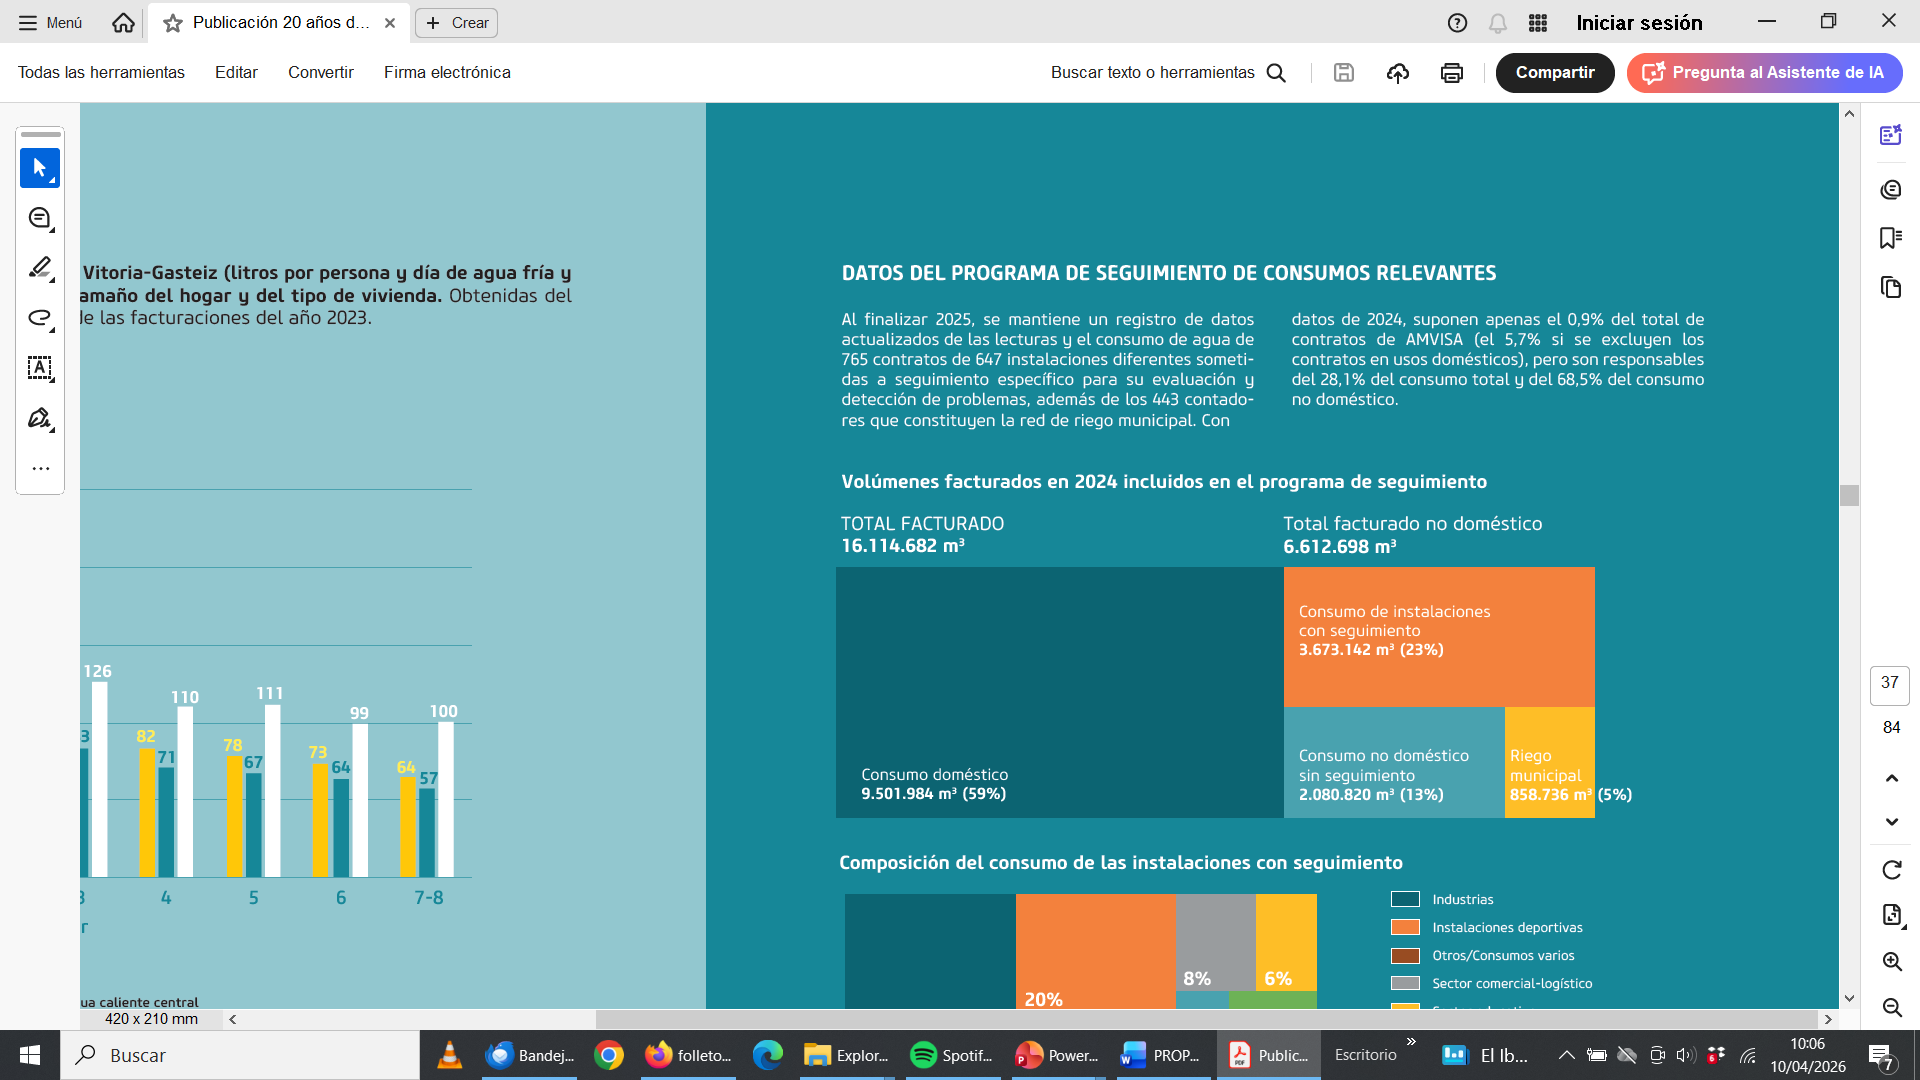 Menú
Publicación 20 años d...
Crear
Iniciar sesión
Todas las herramientas
Editar
Convertir
Firma electrónica
Buscar texto o herramientas
Compartir
Pregunta al Asistente de IA
Vitoria-Gasteiz (litros por persona y día de agua fría y
amaño del hogar y del tipo de vivienda. Obtenidas del
de las facturaciones del año 2023.
126
3
82
71
110
78
67
111
73
64
99
64
57
100
3
4
5
6
7-8
r
ua caliente central
DATOS DEL PROGRAMA DE SEGUIMIENTO DE CONSUMOS RELEVANTES
Al finalizar 2025, se mantiene un registro de datos
actualizados de las lecturas y el consumo de agua de
765 contratos de 647 instalaciones diferentes someti-
das a seguimiento específico para su evaluación y
detección de problemas, además de los 443 contado-
res que constituyen la red de riego municipal. Con
datos de 2024, suponen apenas el 0,9% del total de
contratos de AMVISA (el 5,7% si se excluyen los
contratos en usos domésticos), pero son responsables
del 28,1% del consumo total y del 68,5% del consumo
no doméstico.
Volúmenes facturados en 2024 incluidos en el programa de seguimiento
TOTAL FACTURADO
16.114.682 m³
Total facturado no doméstico
6.612.698 m³
Consumo de instalaciones
con seguimiento
3.673.142 m³ (23%)
Consumo doméstico
9.501.984 m³ (59%)
Consumo no doméstico
sin seguimiento
2.080.820 m³ (13%)
Riego
municipal
858.736 m³ (5%)
Composición del consumo de las instalaciones con seguimiento
20%
8%
6%
Industrias
Instalaciones deportivas
Otros/Consumos varios
Sector comercial-logístico
37
84
420 x 210 mm
Buscar
Bandej...
folleto...
Explor...
Spotif...
Power...
PROP...
Public...
Escritorio
El Ib...
10:06
10/04/2026
7